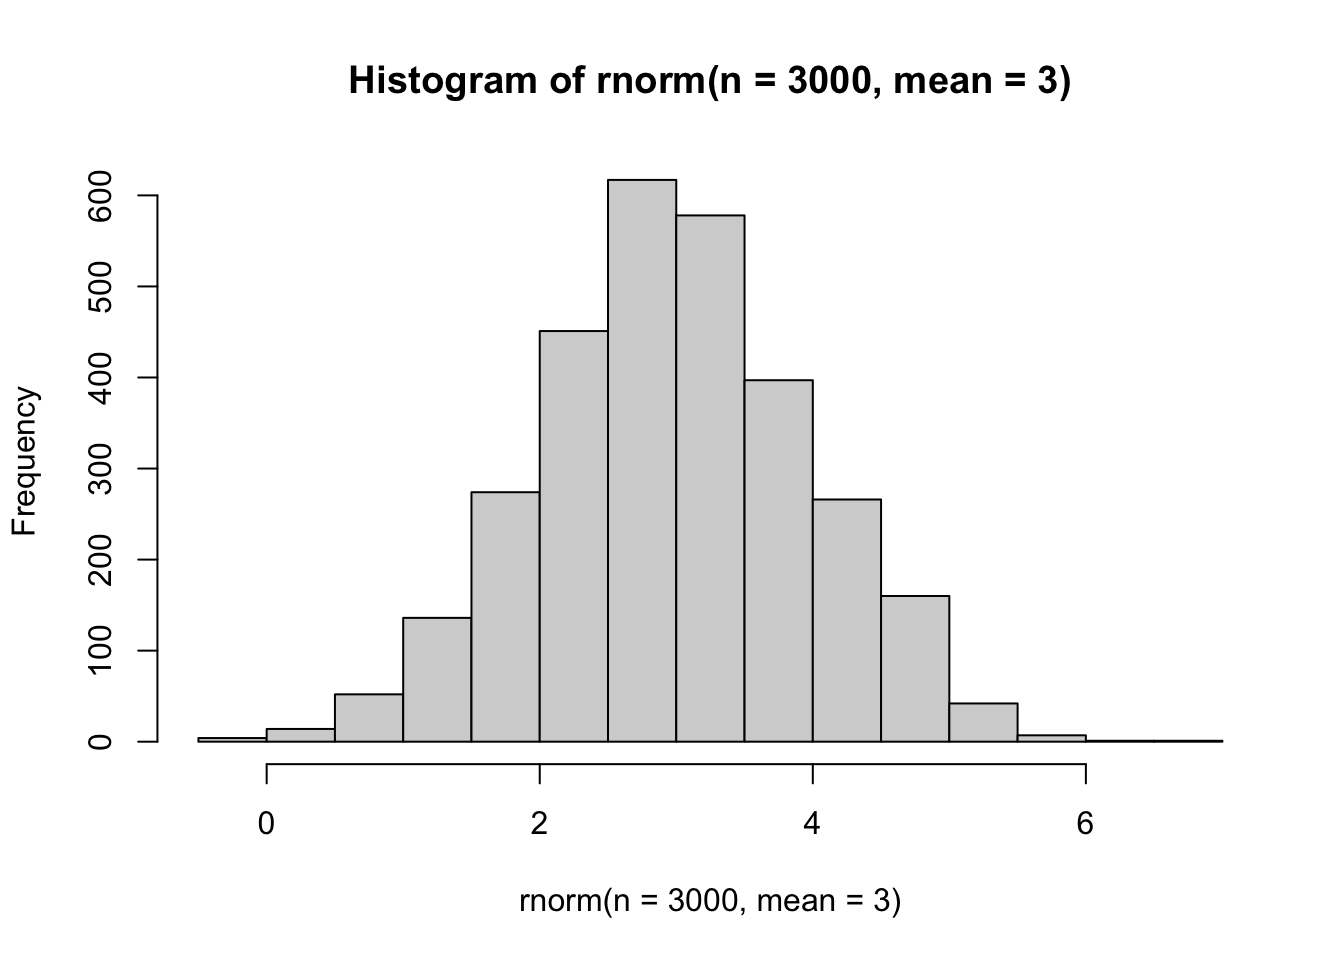 Histogram of rnorm(n = 3000, mean = 3)
Frequency
600
500
400
300
200
100
0
0 2 4 6
rnorm(n = 3000, mean = 3)